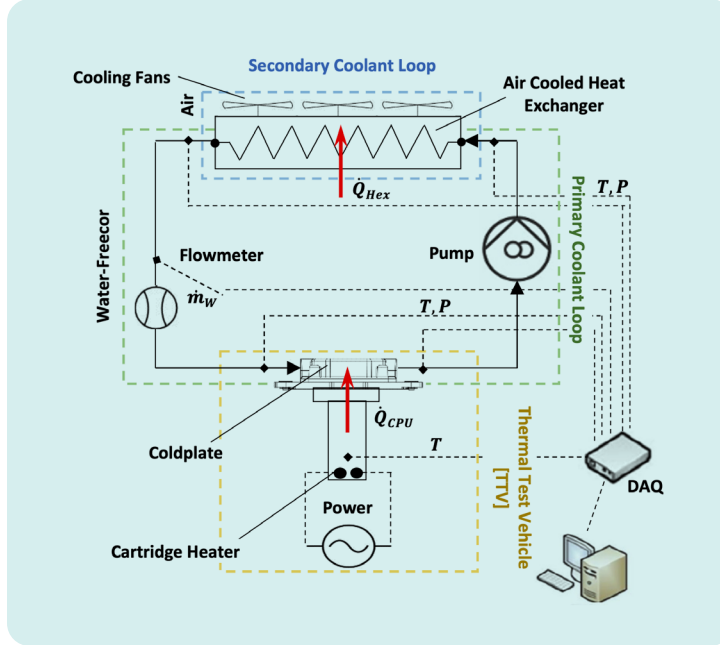 Secondary Coolant Loop
Cooling Fans
Air Cooled Heat
Exchanger
Air
Q̇Hex
T, P
Primary Coolant Loop
Water-Freecor
Flowmeter
Pump
ṁW
T, P
Q̇CPU
Coldplate
T
Thermal Test Vehicle
[TTV]
DAQ
Power
Cartridge Heater